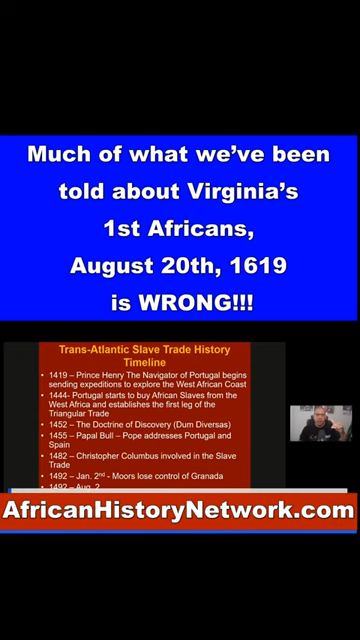 Much of what we've been
told about Virginia's
1st Africans,
August 20th, 1619
is WRONG!!!
Trans-Atlantic Slave Trade History
Timeline
• 1419 – Prince Henry The Navigator of Portugal begins
sending expeditions to explore the West African Coast
• 1444- Portugal starts to buy African Slaves from the
West Africa and establishes the first leg of the
Triangular Trade
• 1452 – The Doctrine of Discovery (Dum Diversas)
• 1455 – Papal Bull – Pope addresses Portugal and
Spain
• 1482 – Christopher Columbus involved in the Slave
Trade
• 1492 – Jan. 2nd - Moors lose control of Granada
• 1492 – Aug. 2
AfricanHistoryNetwork.com